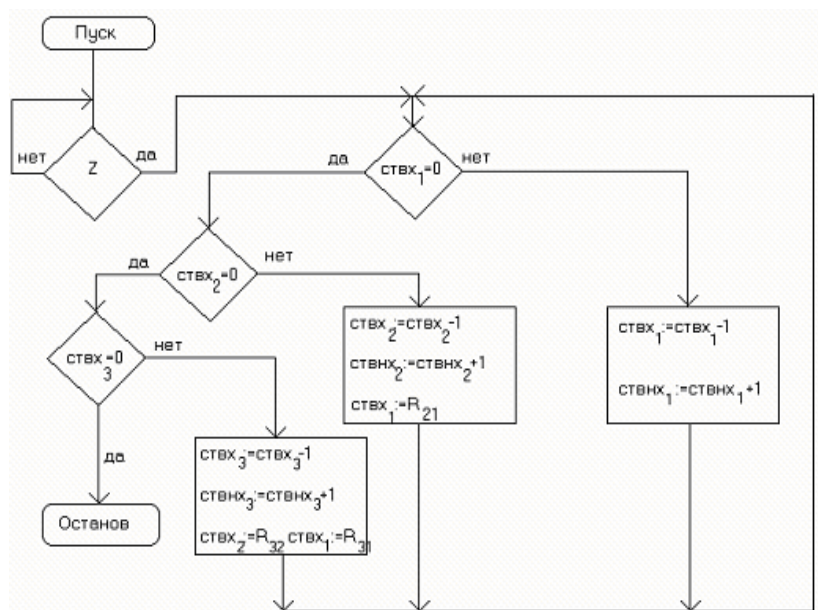 Пуск
нет
Z
да
да
ствх₁=0
нет
да
ствх₂=0
нет
ствх₃=0
нет
да
ствх₂:=ствх₂-1
ствнх₂:=ствнх₂+1
ствх₁:=R₂₁
ствх₁:=ствх₁-1
ствнх₁:=ствнх₁+1
ствх₃:=ствх₃-1
ствнх₃:=ствнх₃+1
ствх₂=R₃₂ ствх₁:=R₃₁
Останов